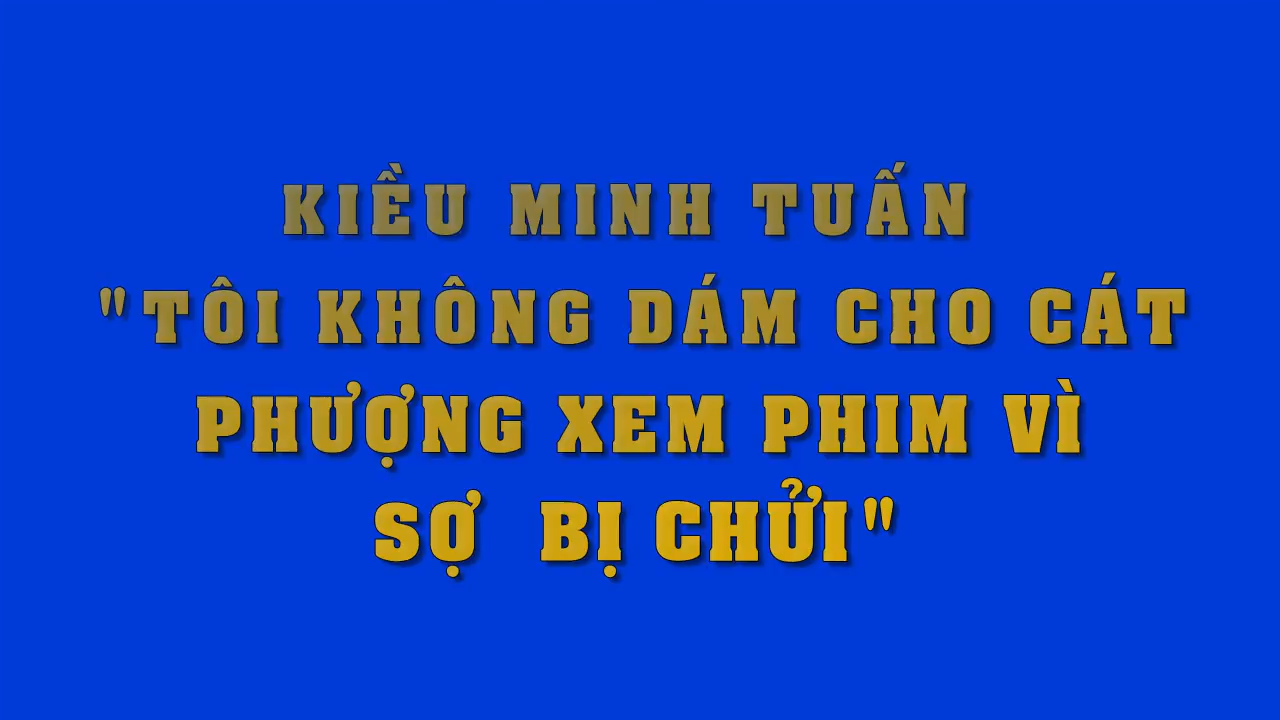 KIỀU MINH TUẤN
"TÔI KHÔNG DÁM CHO CÁT
PHƯỢNG XEM PHIM VÌ
SỢ BỊ CHỬI"